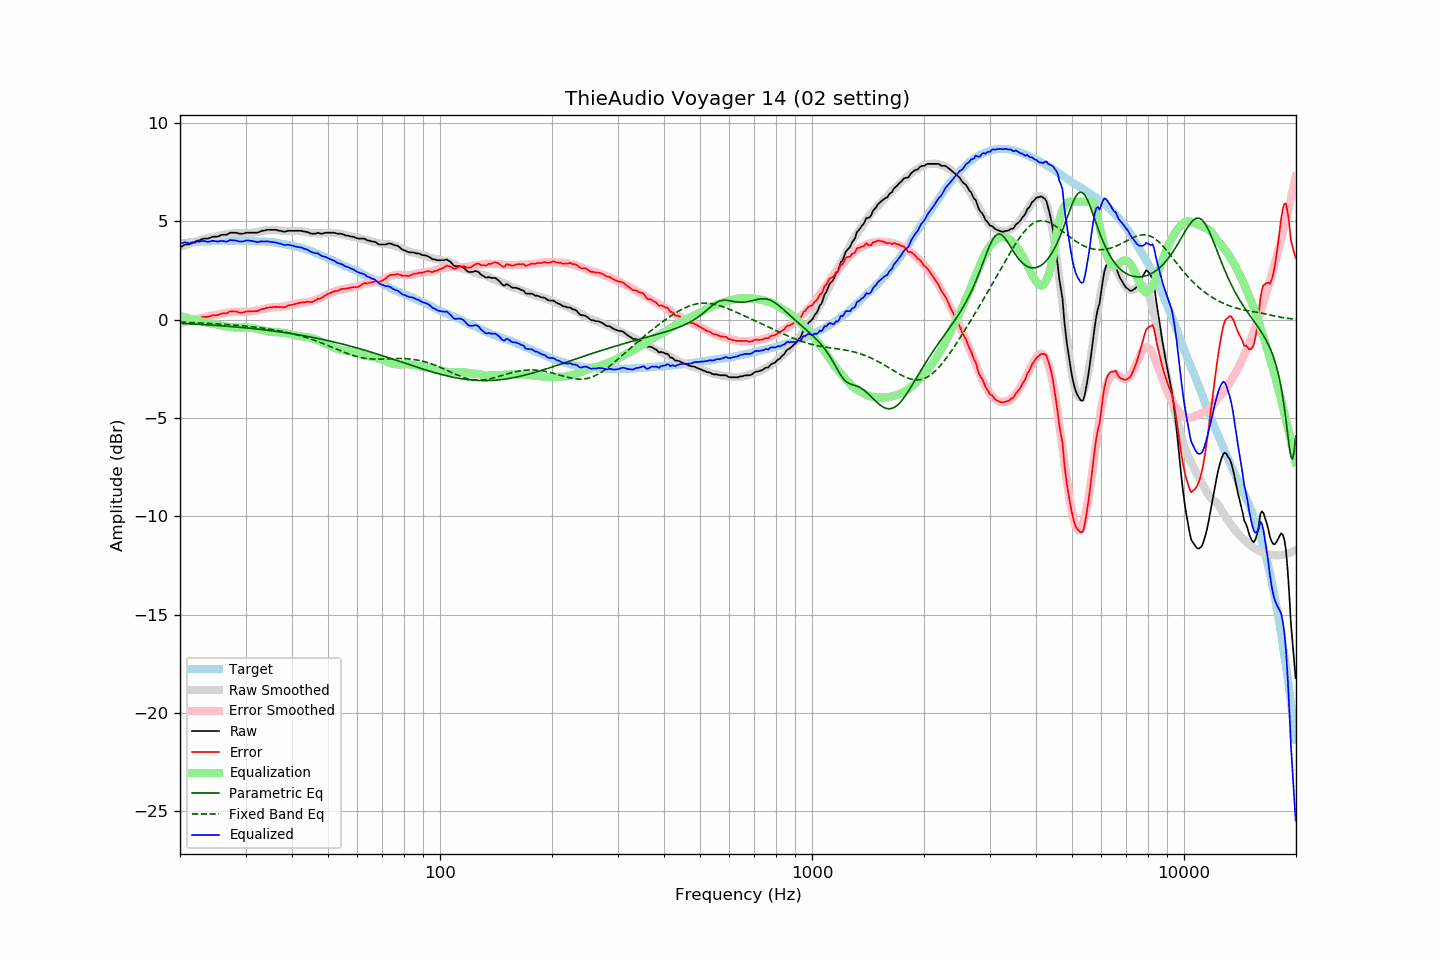 ThieAudio Voyager 14 (02 setting)
10
5
0
−5
−10
−15
−20
−25
Amplitude (dBr)
Target
Raw Smoothed
Error Smoothed
Raw
Error
Equalization
Parametric Eq
Fixed Band Eq
Equalized
100
1000
10000
Frequency (Hz)